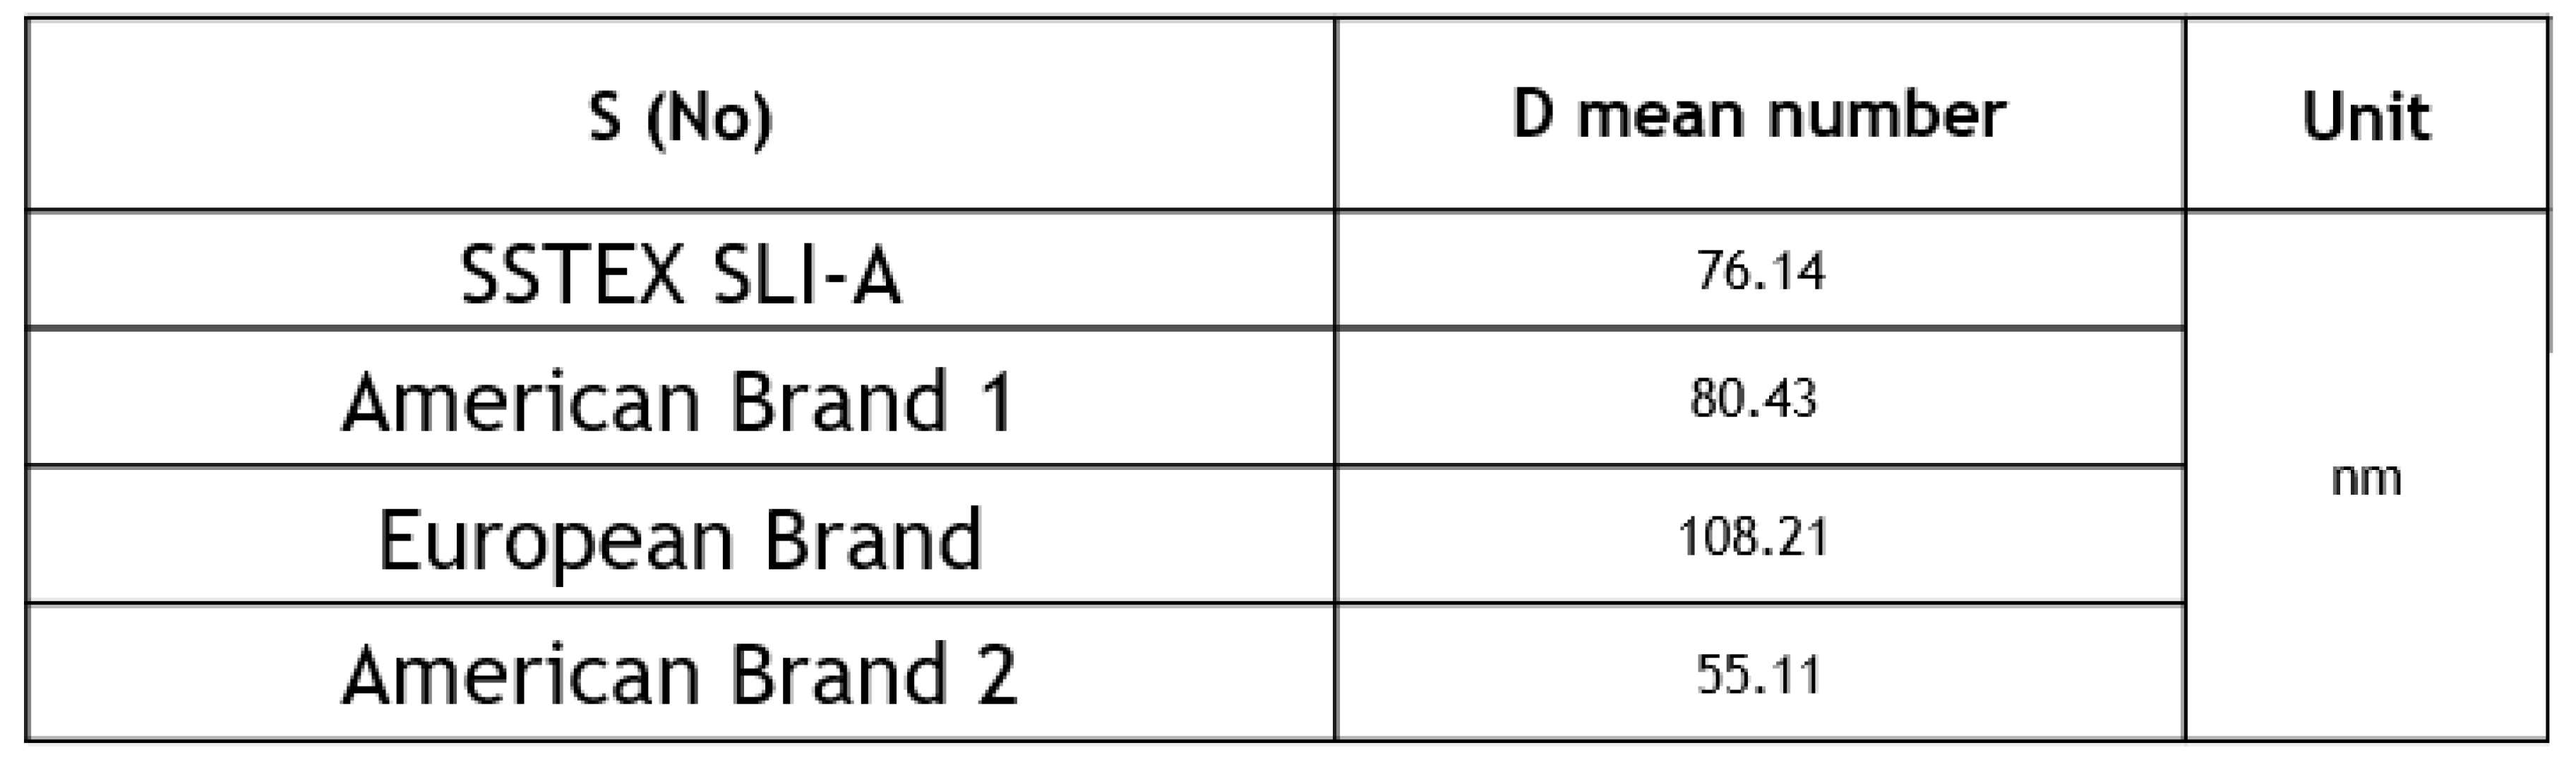 S (No) D mean number Unit
SSTEX SLI-A 76.14
American Brand 1 80.43
nm
European Brand 108.21
American Brand 2 55.11